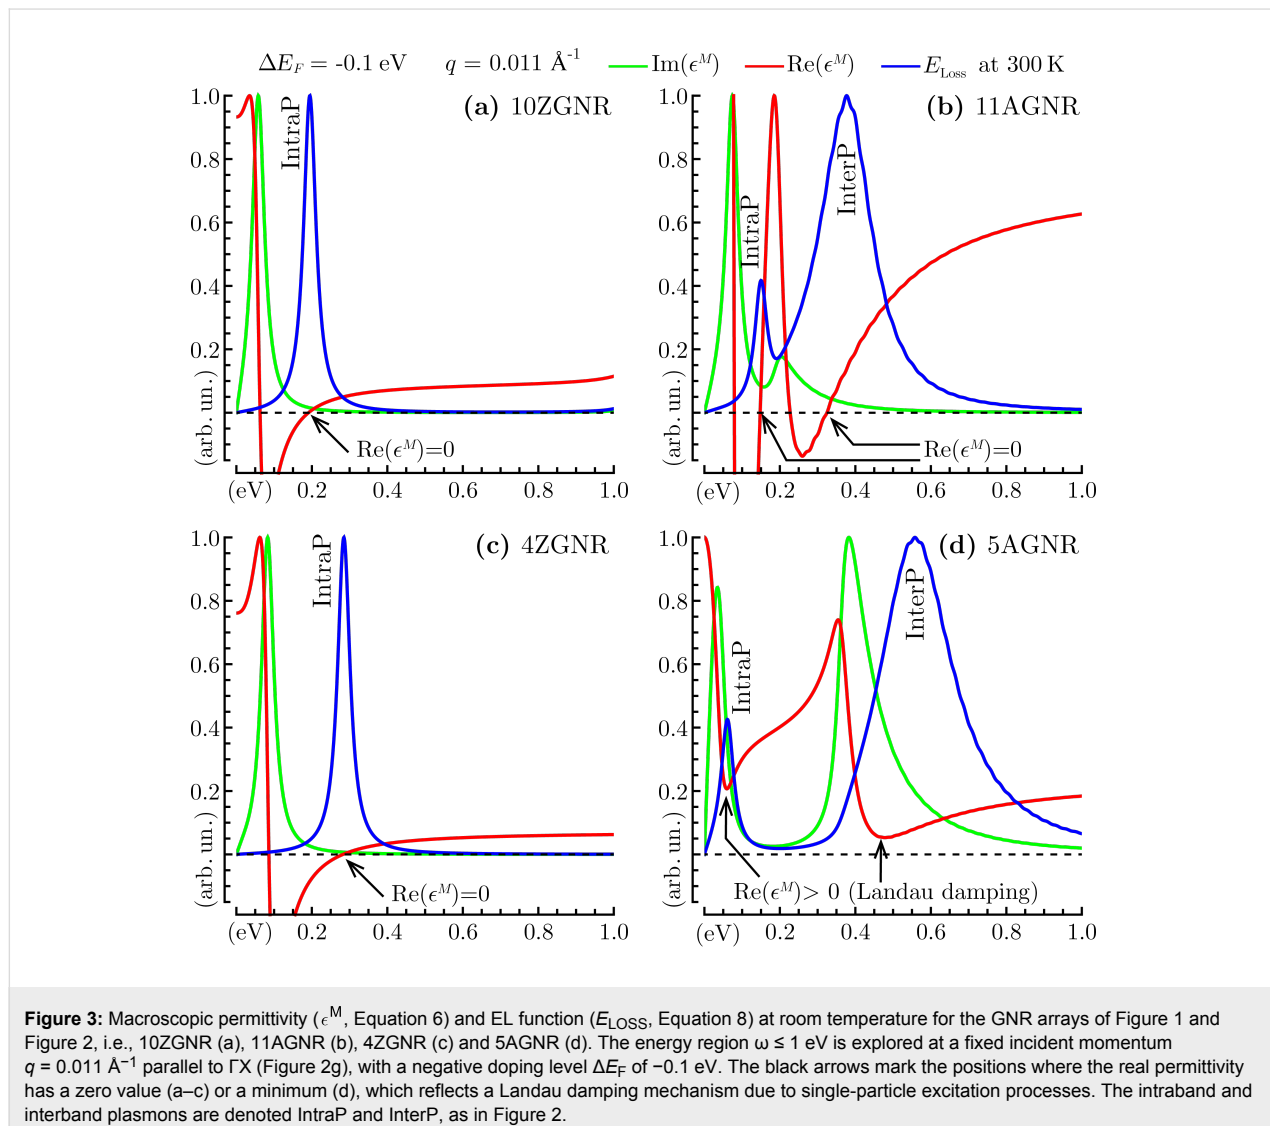 ΔE_F = -0.1 eV q = 0.011 Å⁻¹ Im(ϵᴹ) Re(ϵᴹ) E_Loss at 300 K
(a) 10ZGNR
1.0
0.8
0.6
0.4
0.2
(arb. un.)
IntraP
Re(ϵᴹ)=0
(eV) 0.2 0.4 0.6 0.8 1.0
(b) 11AGNR
1.0
0.8
0.6
0.4
0.2
(arb. un.)
IntraP
InterP
Re(ϵᴹ)=0
(eV) 0.2 0.4 0.6 0.8 1.0
(c) 4ZGNR
1.0
0.8
0.6
0.4
0.2
(arb. un.)
IntraP
Re(ϵᴹ)=0
(eV) 0.2 0.4 0.6 0.8 1.0
(d) 5AGNR
1.0
0.8
0.6
0.4
0.2
(arb. un.)
IntraP
InterP
Re(ϵᴹ)> 0 (Landau damping)
(eV) 0.2 0.4 0.6 0.8 1.0
Figure 3: Macroscopic permittivity (ϵᴹ, Equation 6) and EL function (E_LOSS, Equation 8) at room temperature for the GNR arrays of Figure 1 and
Figure 2, i.e., 10ZGNR (a), 11AGNR (b), 4ZGNR (c) and 5AGNR (d). The energy region ω ≤ 1 eV is explored at a fixed incident momentum
q = 0.011 Å⁻¹ parallel to ΓX (Figure 2g), with a negative doping level ΔE_F of −0.1 eV. The black arrows mark the positions where the real permittivity
has a zero value (a–c) or a minimum (d), which reflects a Landau damping mechanism due to single-particle excitation processes. The intraband and
interband plasmons are denoted IntraP and InterP, as in Figure 2.